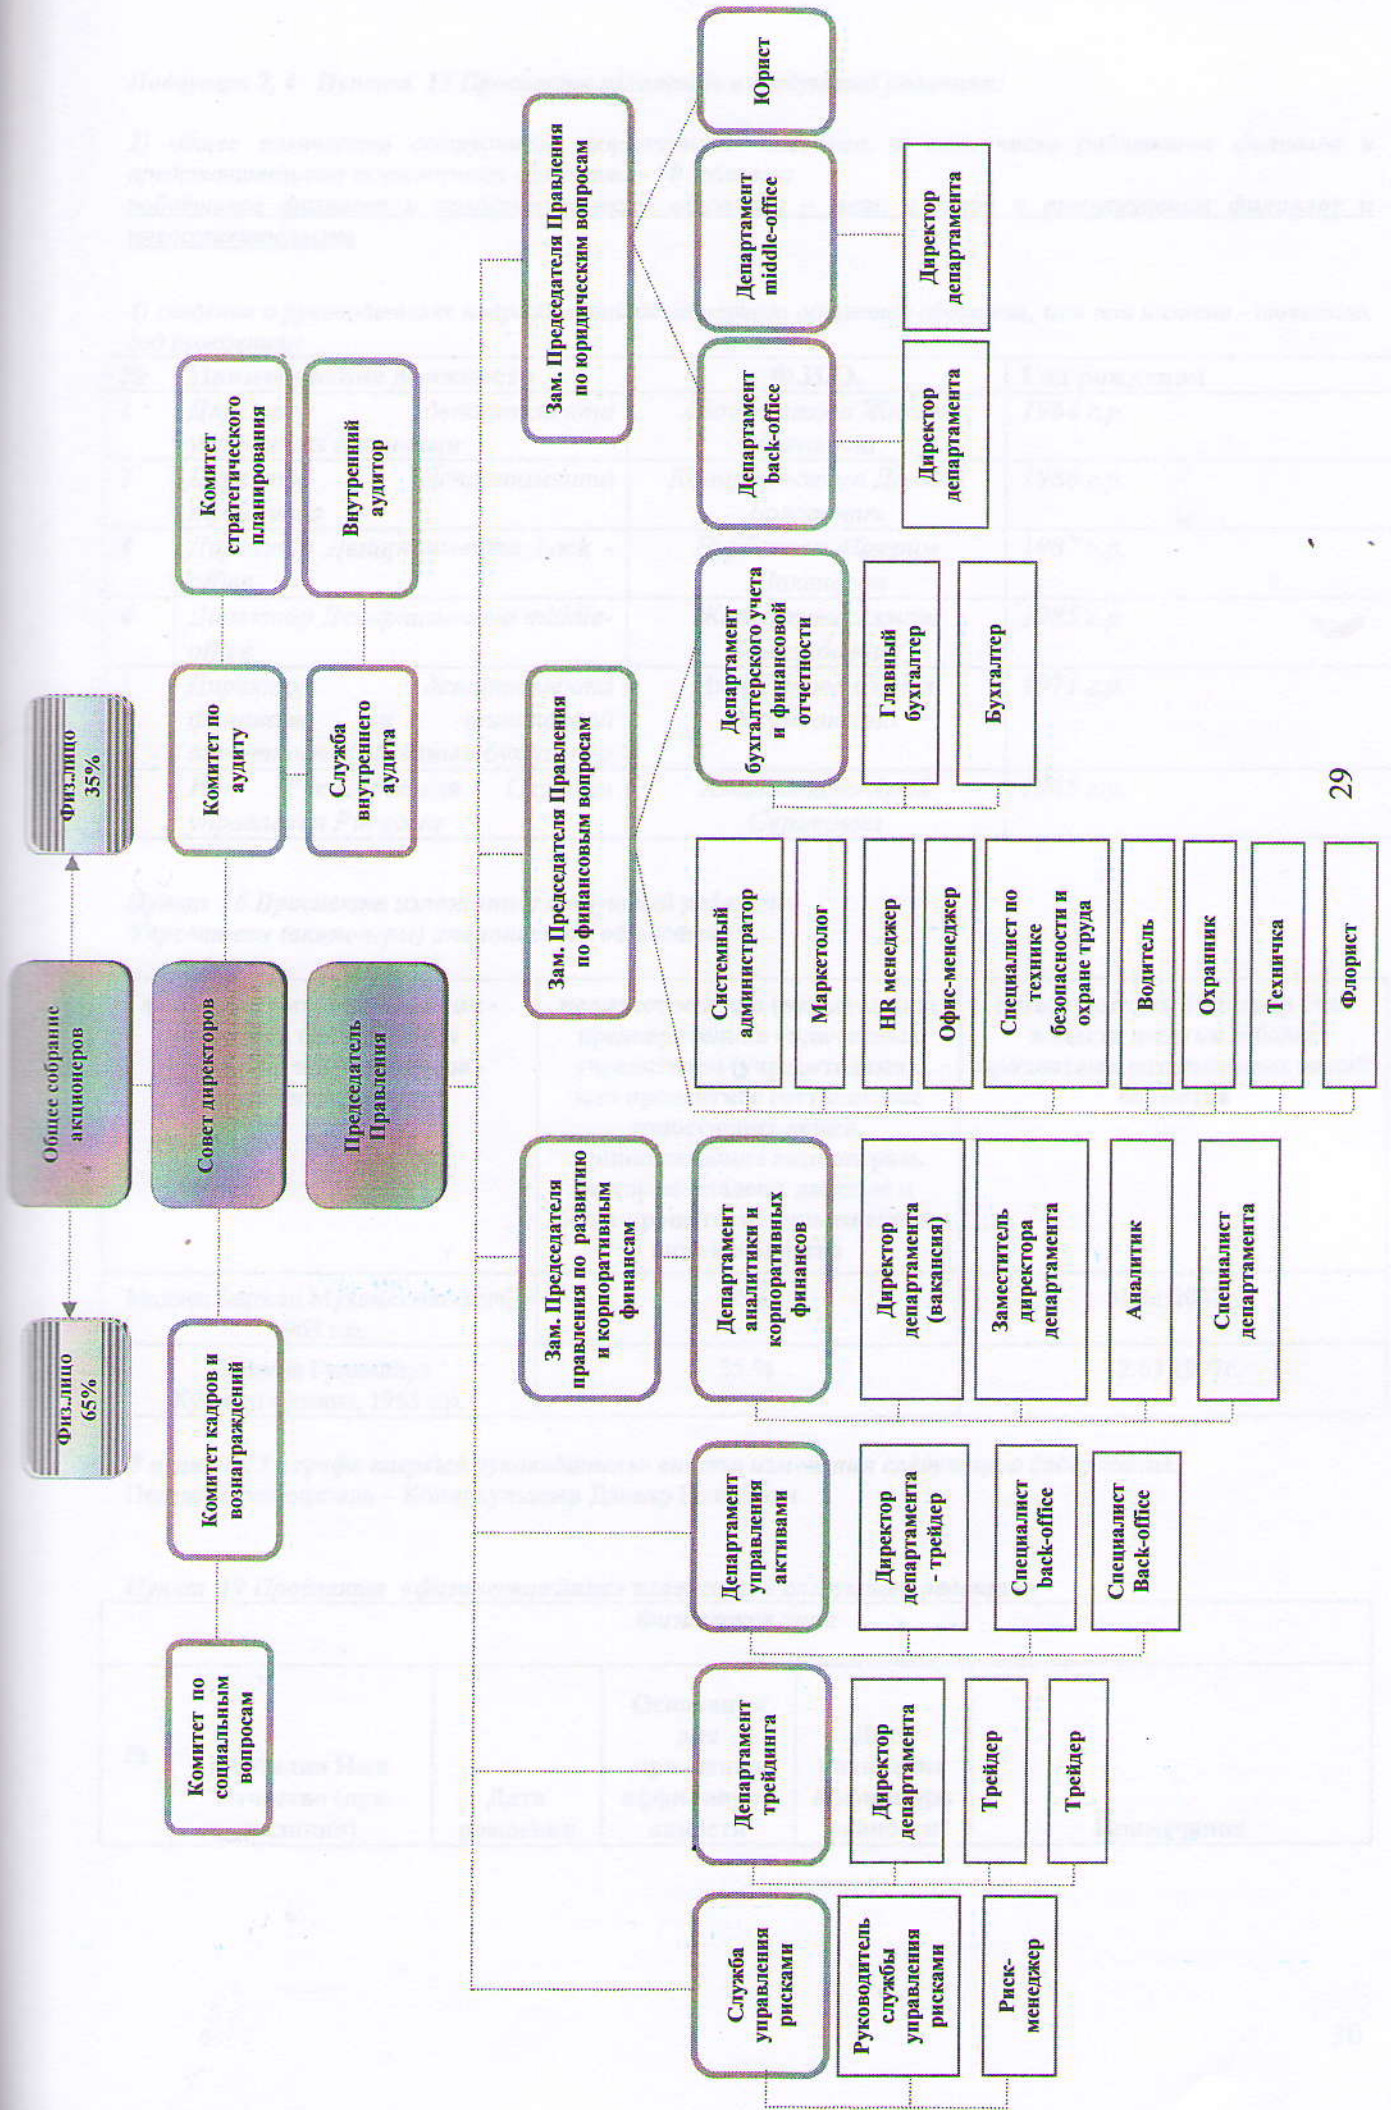 Общее собрание
акционеров
Физ.лицо
65%
Физ.лицо
35%
Комитет по
социальным
вопросам
Комитет кадров и
вознаграждений
Совет директоров
Комитет по
аудиту
Комитет
стратегического
планирования
Председатель
Правления
Служба
внутреннего
аудита
Внутренний
аудитор
Зам. Председателя
правления по развитию
и корпоративным
финансам
Зам. Председателя Правления
по финансовым вопросам
Зам. Председателя Правления
по юридическим вопросам
Служба
управления
рисками
Руководитель
службы
управления
рисками
Риск-
менеджер
Департамент
трейдинга
Директор
департамента
Трейдер
Трейдер
Департамент
управления
активами
Директор
департамента
- трейдер
Специалист
back-office
Специалист
Back-office
Департамент
аналитики и
корпоративных
финансов
Директор
департамента
(вакансия)
Заместитель
директора
департамента
Аналитик
Специалист
департамента
Системный
администратор
Маркетолог
HR менеджер
Офис-менеджер
Специалист по
технике
безопасности и
охране труда
Водитель
Охранник
Техничка
Флорист
Департамент
бухгалтерского учета
и финансовой
отчетности
Главный
бухгалтер
Бухгалтер
Департамент
back-office
Директор
департамента
Департамент
middle-office
Директор
департамента
Юрист
29